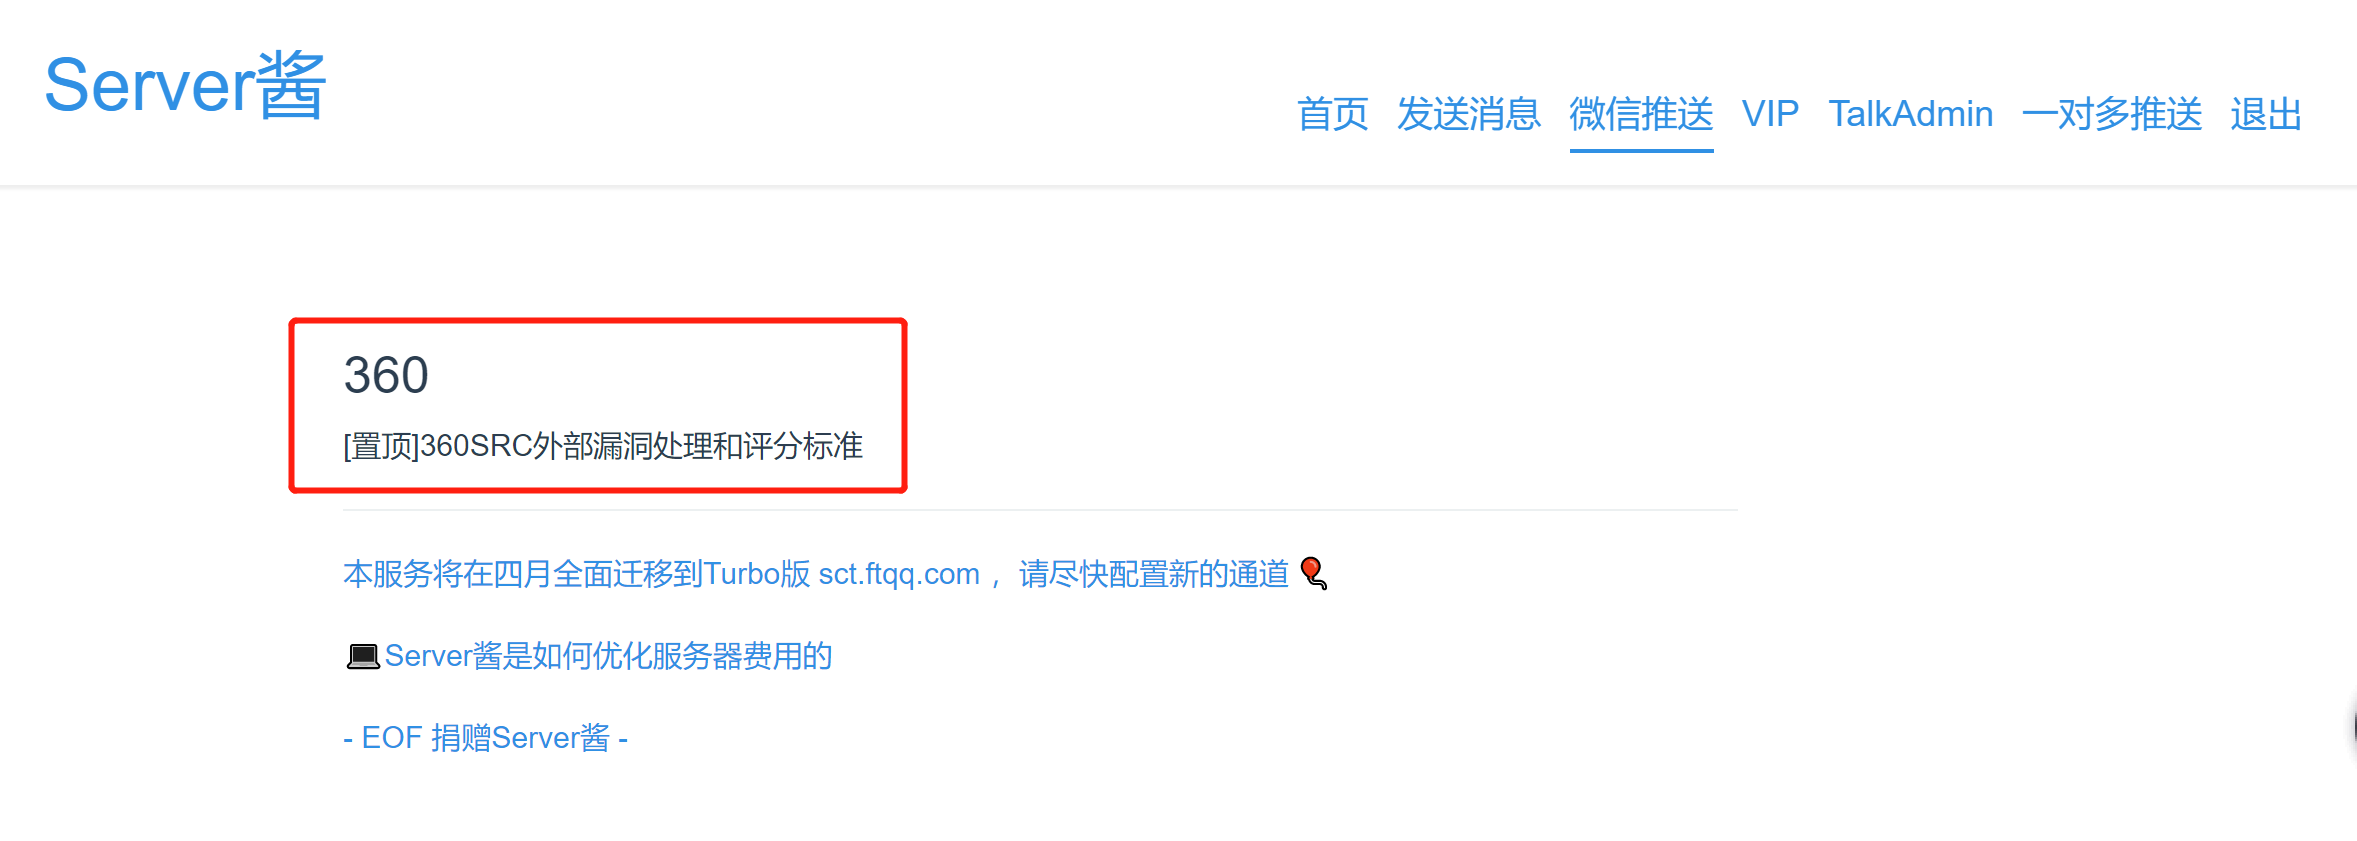 Server酱
首页 发送消息 微信推送 VIP TalkAdmin 一对多推送 退出
360
[置顶]360SRC外部漏洞处理和评分标准
本服务将在四月全面迁移到Turbo版 sct.ftqq.com ，请尽快配置新的通道🎈
💻Server酱是如何优化服务器费用的
- EOF 捐赠Server酱 -